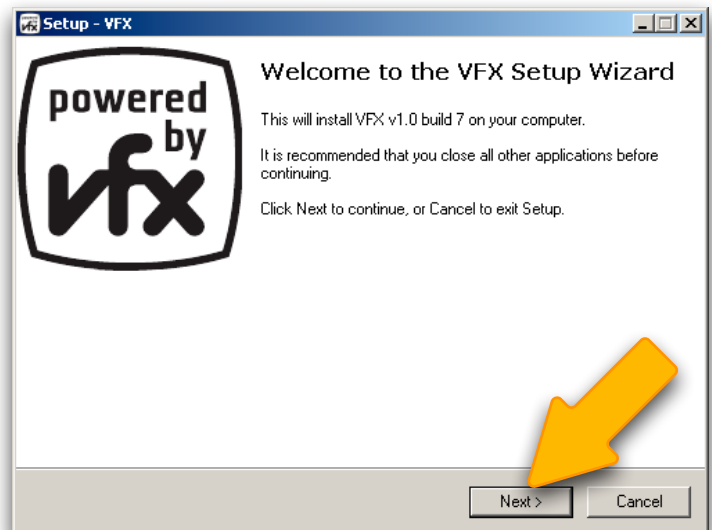 Setup - VFX
powered
by
vfx
Welcome to the VFX Setup Wizard
This will install VFX v1.0 build 7 on your computer.
It is recommended that you close all other applications before
continuing.
Click Next to continue, or Cancel to exit Setup.
Next >
Cancel